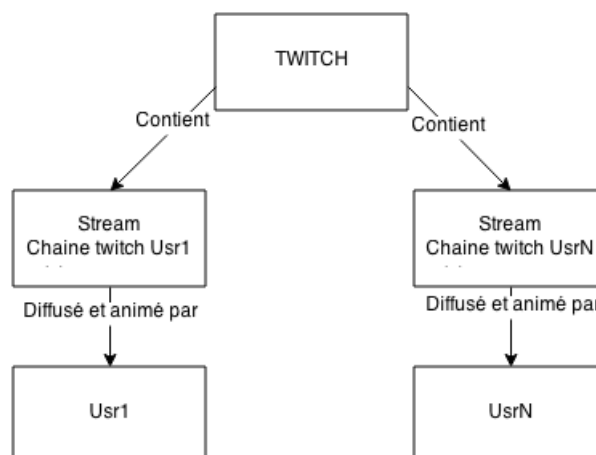 TWITCH
Contient
Contient
Stream
Chaine twitch Usr1
Stream
Chaine twitch UsrN
Diffusé et animé par
Diffusé et animé par
Usr1
UsrN